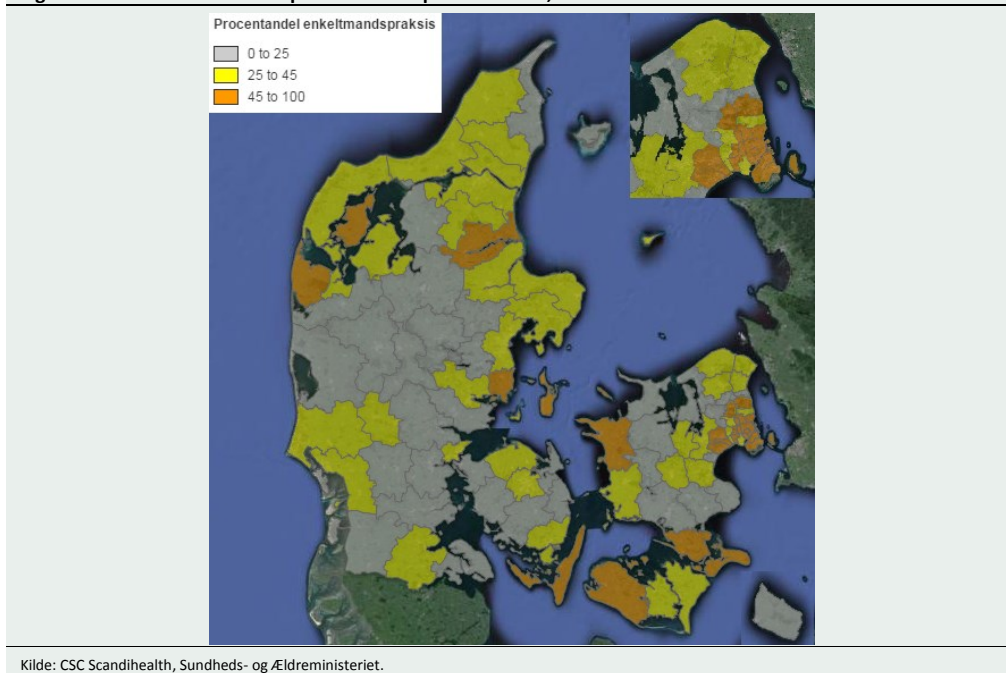 Procentandel enkeltmandspraksis
0 to 25
25 to 45
45 to 100
Kilde: CSC Scandihealth, Sundheds- og Ældreministeriet.